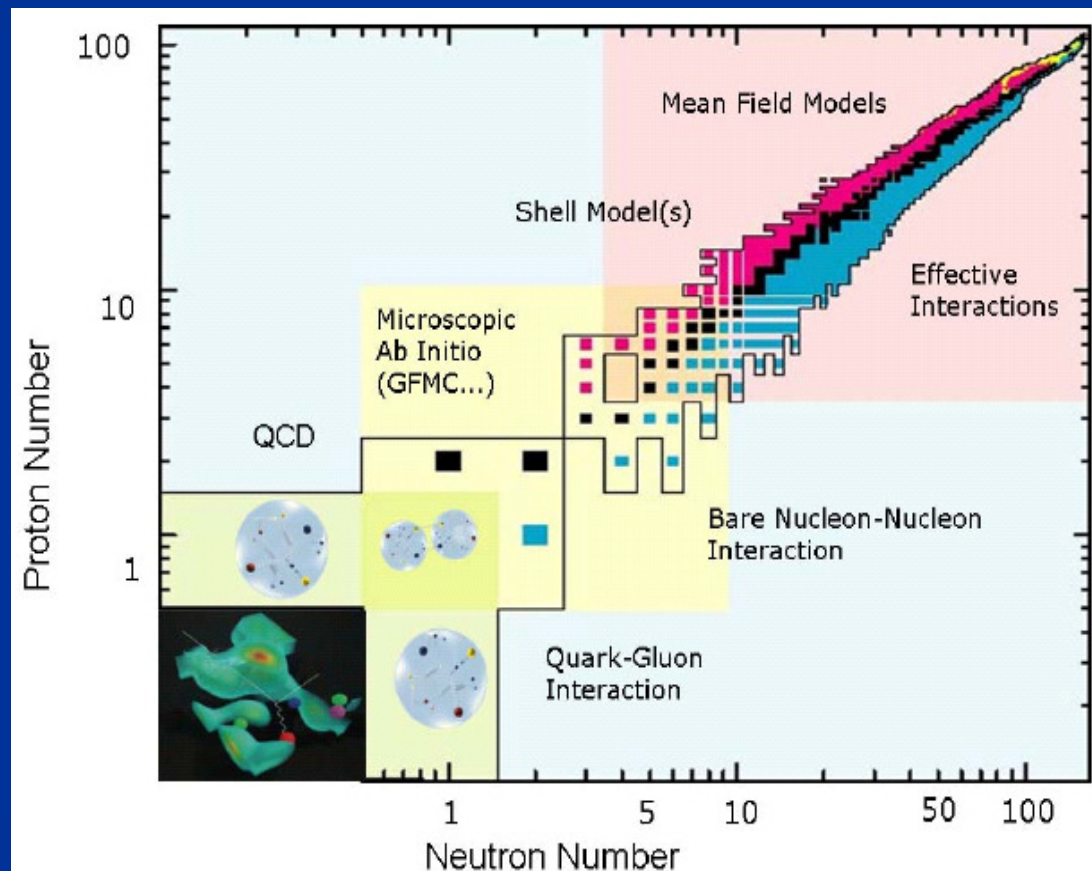 100
Mean Field Models
Shell Model(s)
Effective
Interactions
10
Microscopic
Ab Initio
(GFMC...)
QCD
Bare Nucleon-Nucleon
Interaction
1
Quark-Gluon
Interaction
Proton Number
1
5
10
50
100
Neutron Number